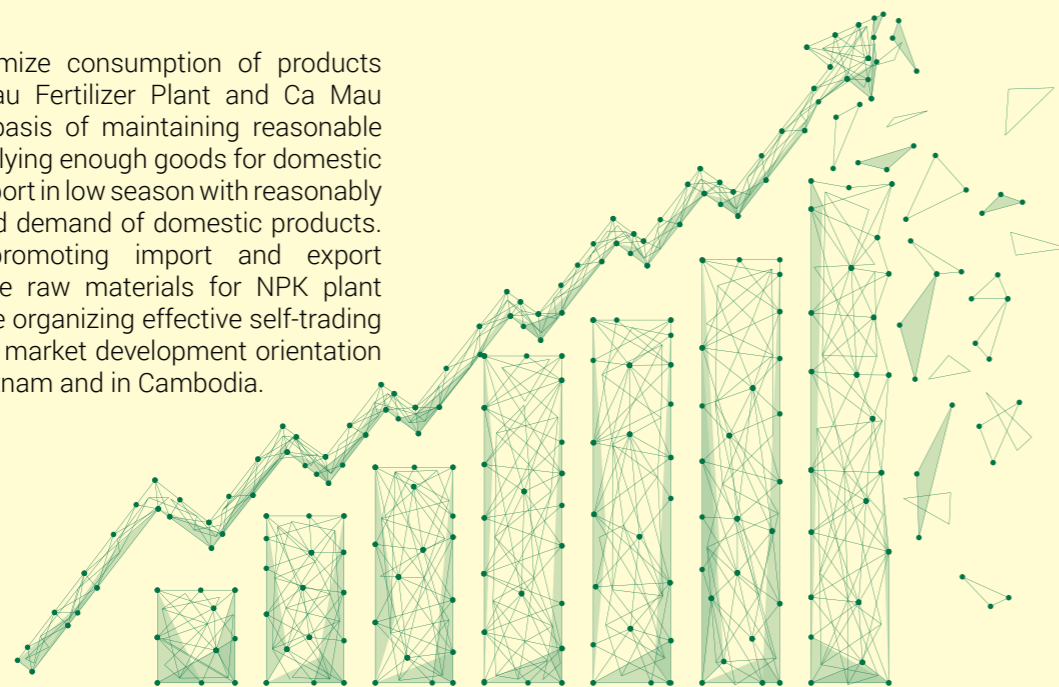 mize consumption of products
au Fertilizer Plant and Ca Mau
basis of maintaining reasonable
lying enough goods for domestic
port in low season with reasonably
d demand of domestic products.
promoting import and export
e raw materials for NPK plant
e organizing effective self-trading
market development orientation
nam and in Cambodia.